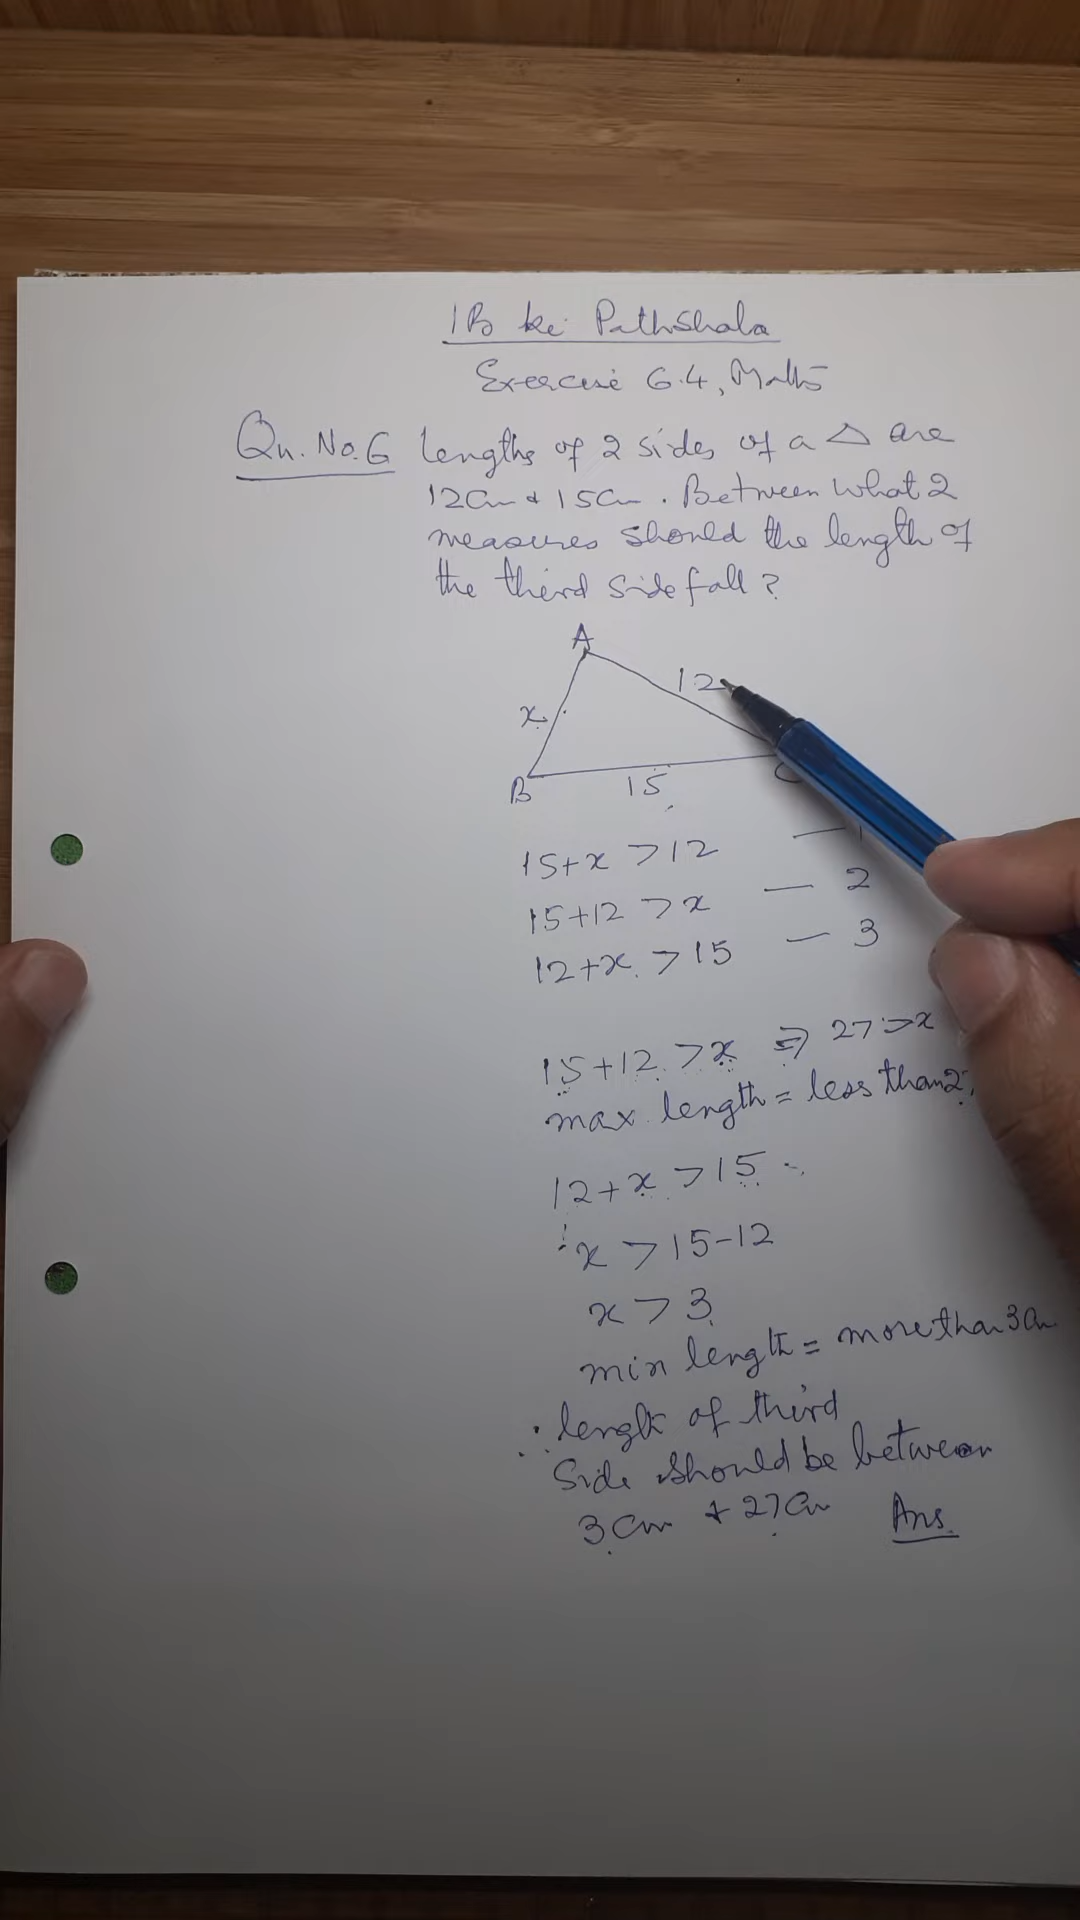 IB ki Pathshala
Exercise 6.4, Maths
Qn. No. 6 lengths of 2 sides of a △ are
12cm & 15cm. Between what 2
measures should the length of
the third side fall?
A
12
x
B
15
C
15+x >12 — 1
15+12 >x — 2
12+x >15 — 3
15+12 >x ⇒ 27>x
max length = less than
12+x >15
x > 15-12
x > 3
min length = more than 3cm
∴ length of third
side should be between
3cm & 27cm Ans.